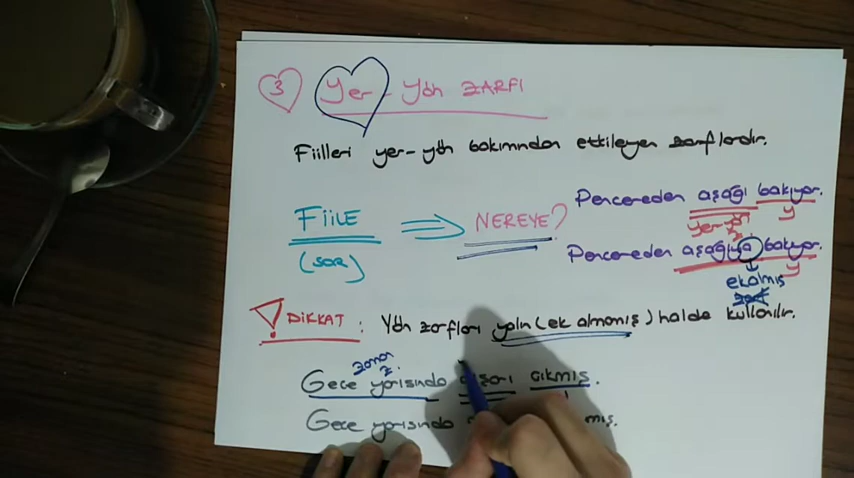 3 Yer-Yön ZARFI
Fiilleri yer-yön bakımından etkileyen zarflardır.
FİİLE (SOR) ⇒ NEREYE?
Pencereden aşağı bakıyor.
yer-yön z. y
Pencereden aşağıya bakıyor.
y
ek almış
zarf
! DİKKAT : Yön zarfları yalın (ek almamış) halde kullanılır.
zaman z.
Gece yarısında dışarı çıkmış.
Gece yarısında mış.